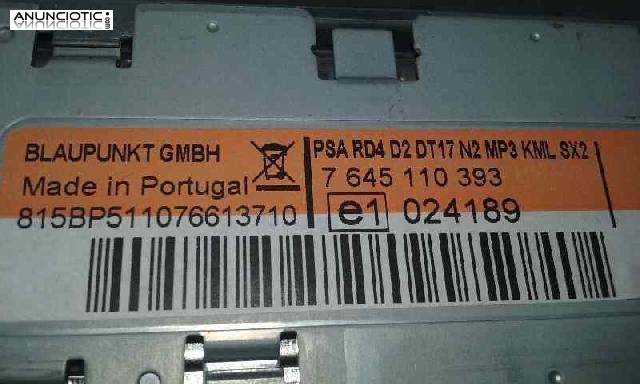 ANUNCIOTIC.es
BLAUPUNKT GMBH
Made in Portugal
815BP511076613710
PSA RD4 D2 DT17 N2 MP3 KML SX2
7 645 110 393
e1 024189